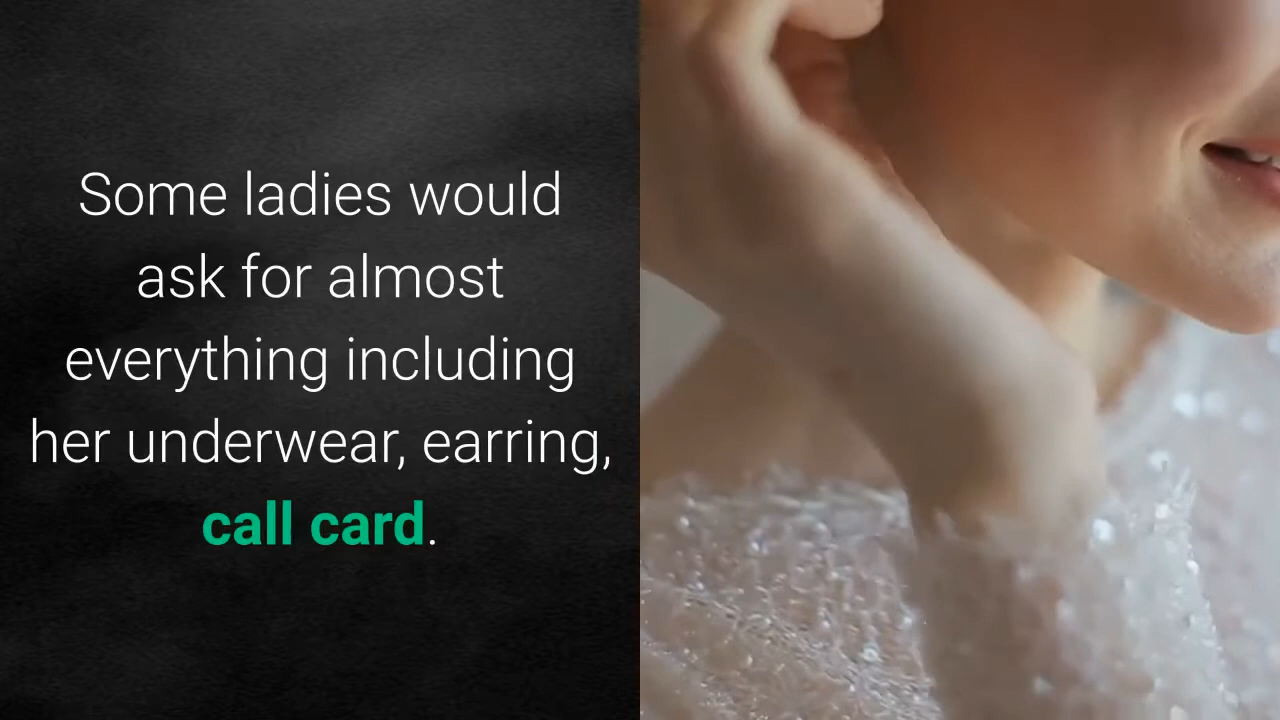 Some ladies would
ask for almost
everything including
her underwear, earring,
call card.